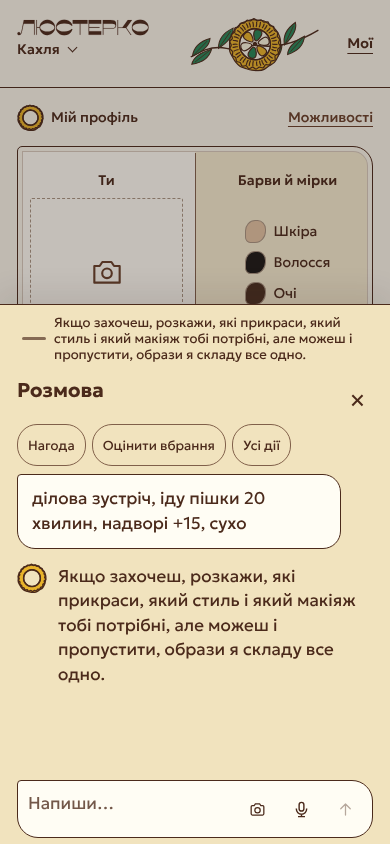 ЛЮСТЕРКО
Кахля
Мої
Мій профіль
Можливості
Ти
Барви й мірки
Шкіра
Волосся
Очі
Якщо захочеш, розкажи, які прикраси, який
стиль і який макіяж тобі потрібні, але можеш і
пропустити, образи я складу все одно.
Розмова
Нагода
Оцінити вбрання
Усі дії
ділова зустріч, іду пішки 20
хвилин, надворі +15, сухо
Якщо захочеш, розкажи, які
прикраси, який стиль і який макіяж
тобі потрібні, але можеш і
пропустити, образи я складу все
одно.
Напиши…